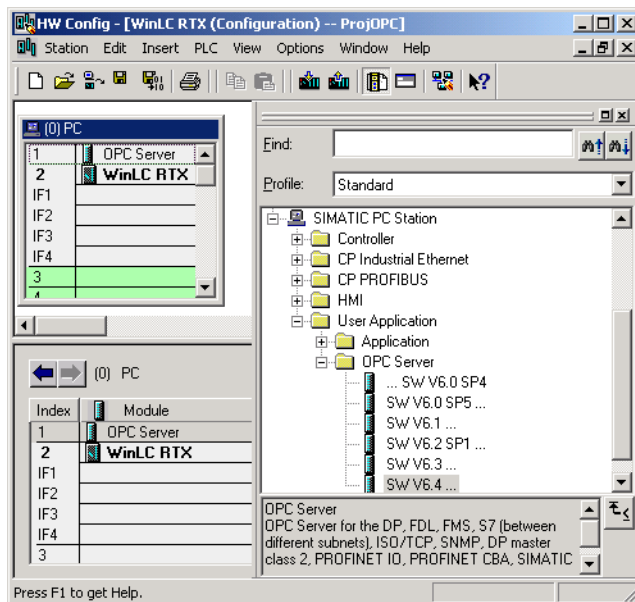 HW Config - [WinLC RTX (Configuration) -- ProjOPC]
Station Edit Insert PLC View Options Window Help
(0) PC
1 OPC Server
2 WinLC RTX
IF1
IF2
IF3
IF4
3
4
Find:
Profile: Standard
SIMATIC PC Station
Controller
CP Industrial Ethernet
CP PROFIBUS
HMI
User Application
Application
OPC Server
... SW V6.0 SP4
SW V6.0 SP5 ...
SW V6.1 ...
SW V6.2 SP1 ...
SW V6.3 ...
SW V6.4 ...
(0) PC
Index Module
1 OPC Server
2 WinLC RTX
IF1
IF2
IF3
IF4
3
OPC Server
OPC Server for the DP, FDL, FMS, S7 (between
different subnets), ISO/TCP, SNMP, DP master
class 2, PROFINET IO, PROFINET CBA, SIMATIC
Press F1 to get Help.